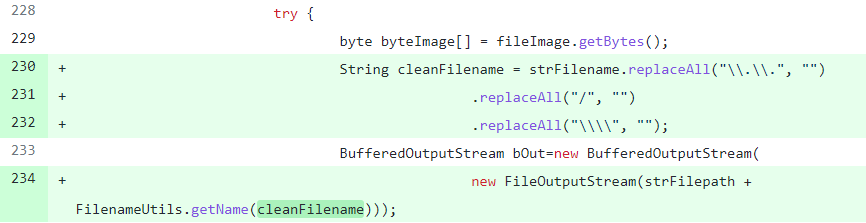 228 try {
229 byte byteImage[] = fileImage.getBytes();
230 + String cleanFilename = strFilename.replaceAll("\\.\\.", "")
231 + .replaceAll("/", "")
232 + .replaceAll("\\\\", "");
233 BufferedOutputStream bOut=new BufferedOutputStream(
234 + new FileOutputStream(strFilepath +
FilenameUtils.getName(cleanFilename)));